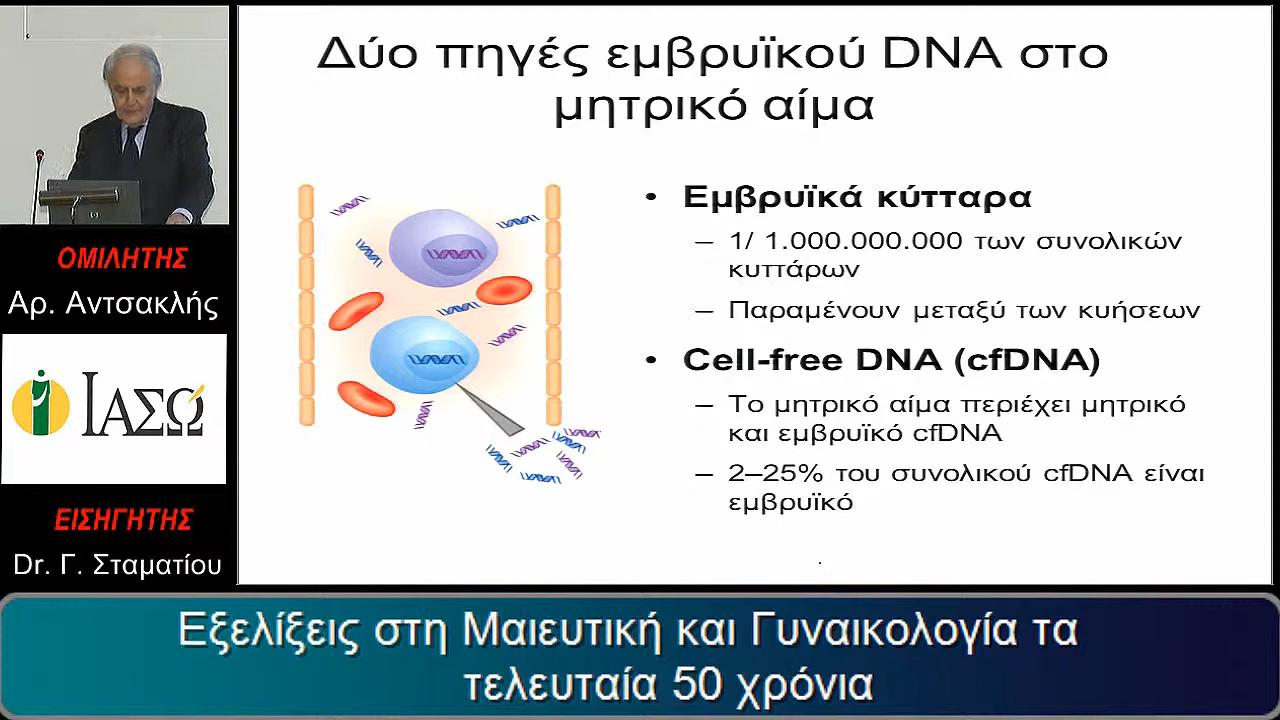 Δύο πηγές εμβρυϊκού DNA στο
μητρικό αίμα
• Εμβρυϊκά κύτταρα
– 1/ 1.000.000.000 των συνολικών
κυττάρων
– Παραμένουν μεταξύ των κυήσεων
• Cell-free DNA (cfDNA)
– Το μητρικό αίμα περιέχει μητρικό
και εμβρυϊκό cfDNA
– 2–25% του συνολικού cfDNA είναι
εμβρυϊκό
ΟΜΙΛΗΤΗΣ
Αρ. Αντσακλής
ΙΑΣΩ
ΕΙΣΗΓΗΤΗΣ
Dr. Γ. Σταματίου
Εξελίξεις στη Μαιευτική και Γυναικολογία τα
τελευταία 50 χρόνια